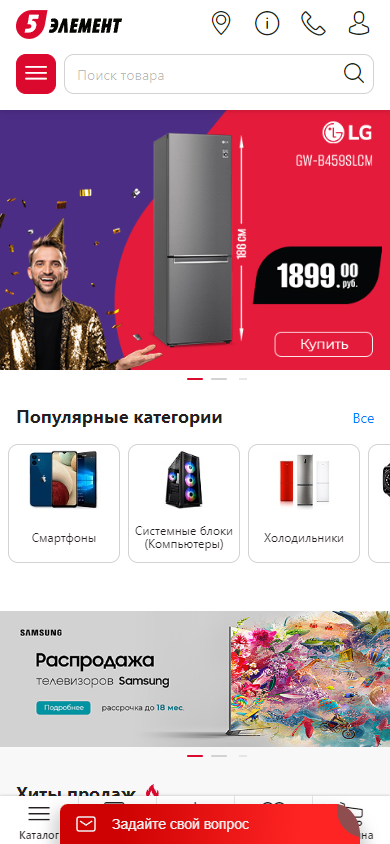 5 ЭЛЕМЕНТ
Поиск товара
LG
GW-B459SLCM
186 СМ
1899.00 руб.
Купить
Популярные категории
Все
Смартфоны
Системные блоки
(Компьютеры)
Холодильники
SAMSUNG
Распродажа
телевизоров Samsung
Подробнее
рассрочка до 18 мес.
Хиты продаж
Каталог
Задайте свой вопрос